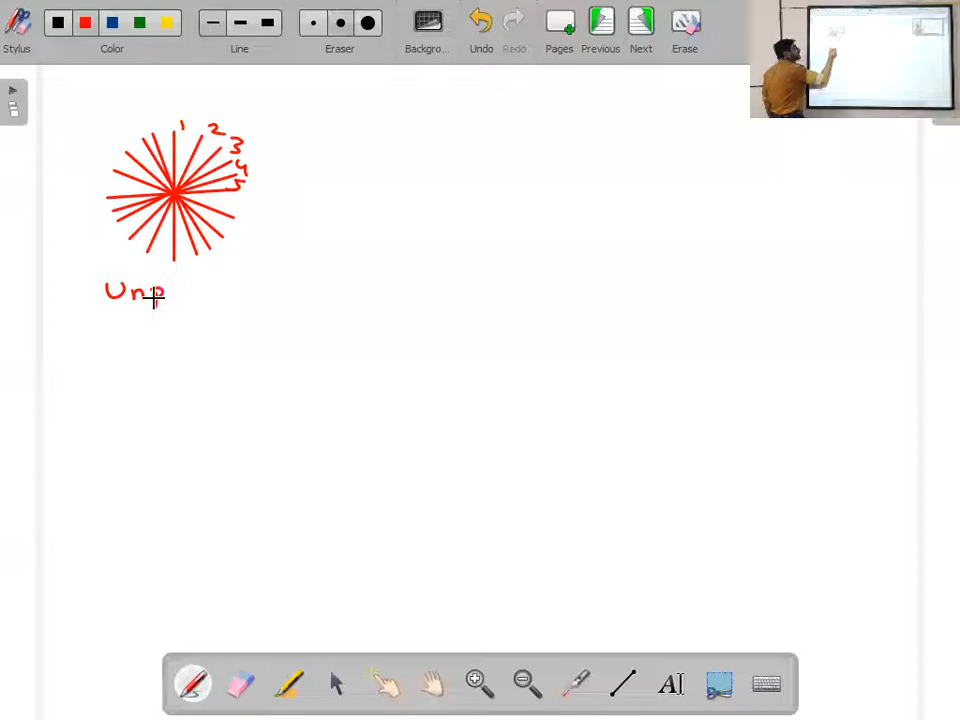 Stylus
Color
Line
Eraser
Backgro...
Undo
Redo
Pages
Previous
Next
Erase
1
2
3
4
5
Unp
A